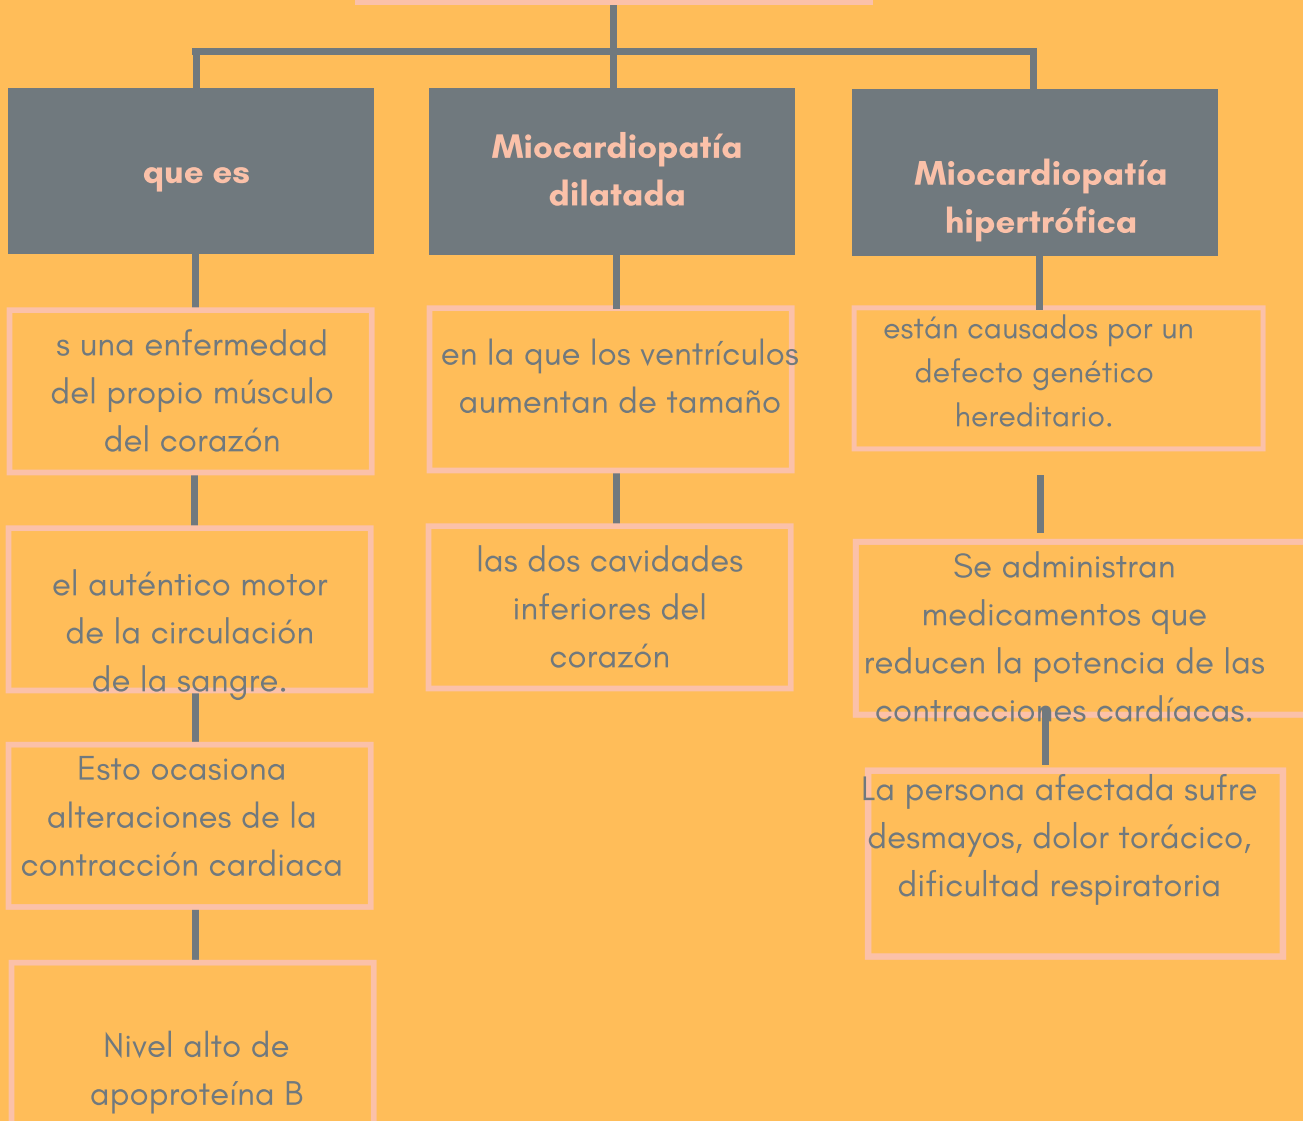 que es
s una enfermedad
del propio músculo
del corazón
el auténtico motor
de la circulación
de la sangre.
Esto ocasiona
alteraciones de la
contracción cardiaca
Nivel alto de
apoproteína B
Miocardiopatía
dilatada
en la que los ventrículos
aumentan de tamaño
las dos cavidades
inferiores del
corazón
Miocardiopatía
hipertrófica
están causados por un
defecto genético
hereditario.
Se administran
medicamentos que
reducen la potencia de las
contracciones cardíacas.
La persona afectada sufre
desmayos, dolor torácico,
dificultad respiratoria